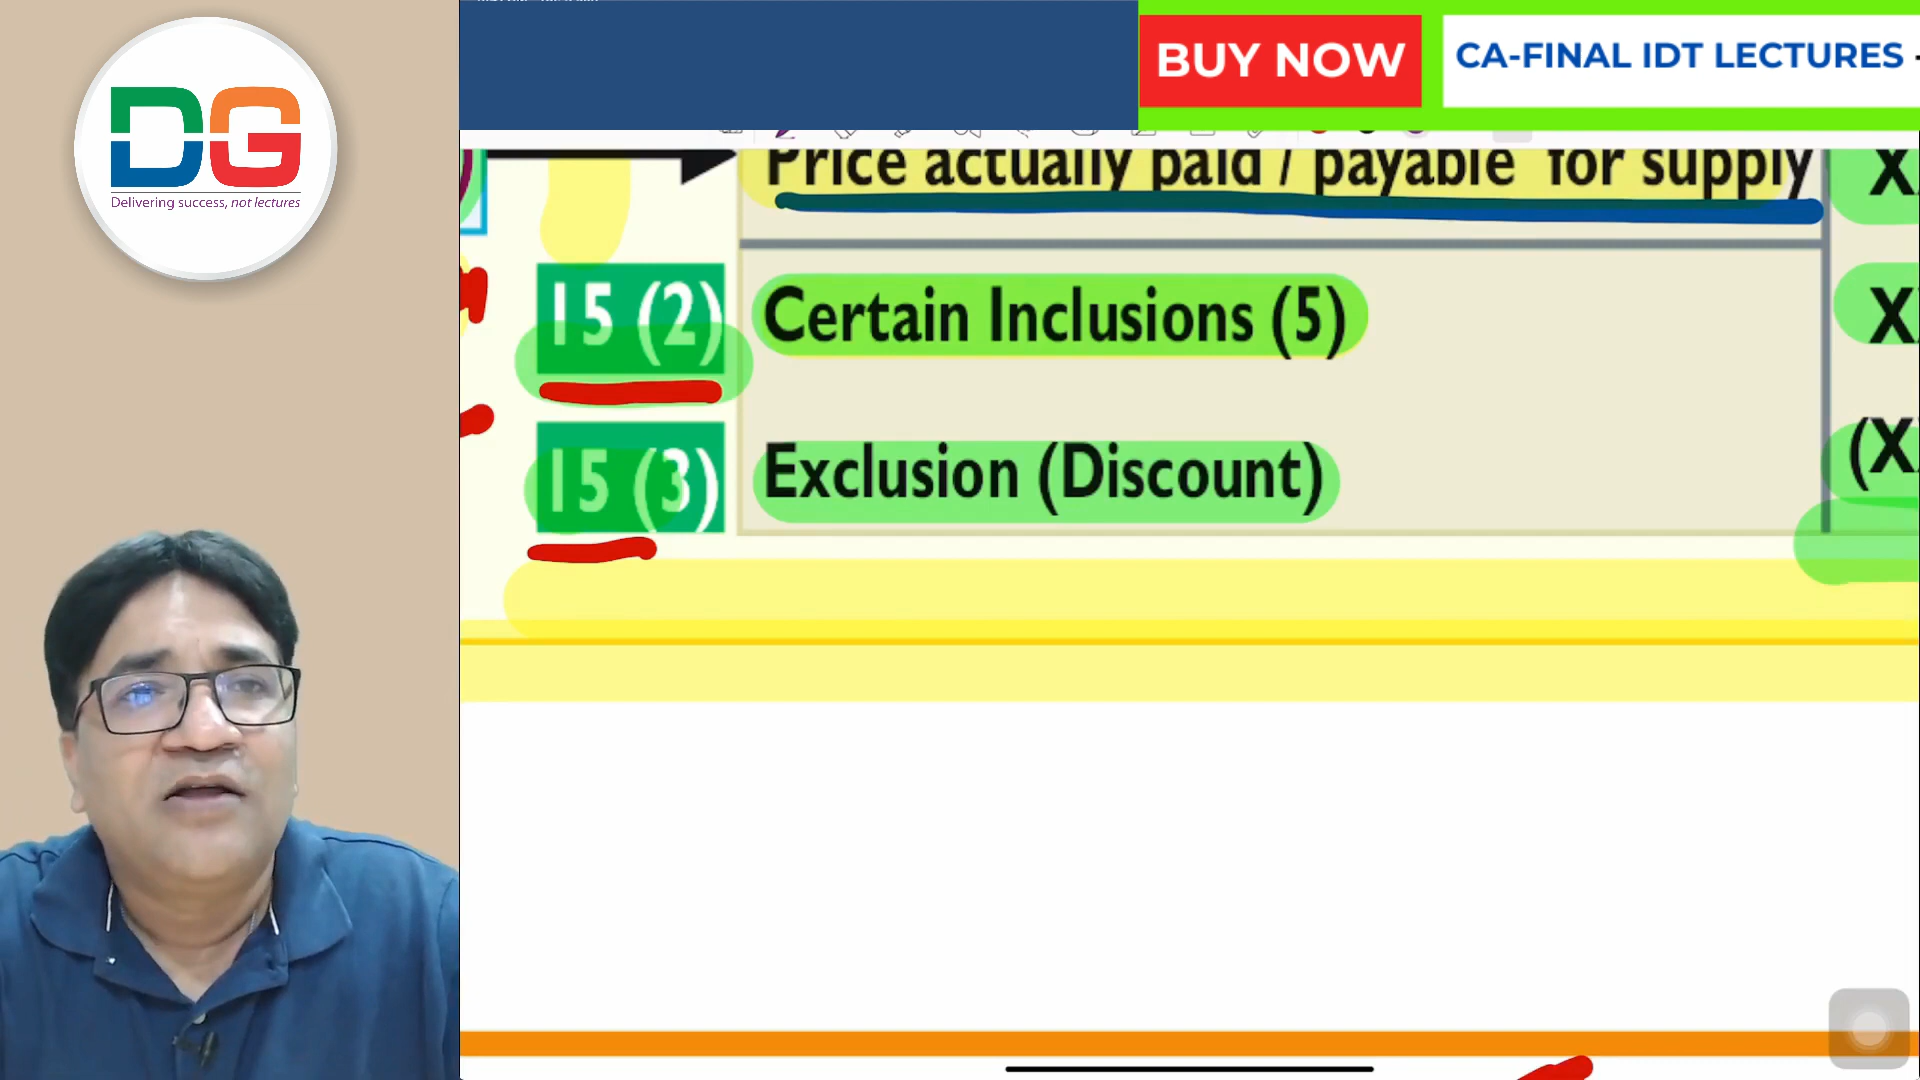 DG
Delivering success, not lectures
BUY NOW
CA-FINAL IDT LECTURES -
Price actually paid / payable for supply
15 (2) Certain Inclusions (5)
15 (3) Exclusion (Discount)